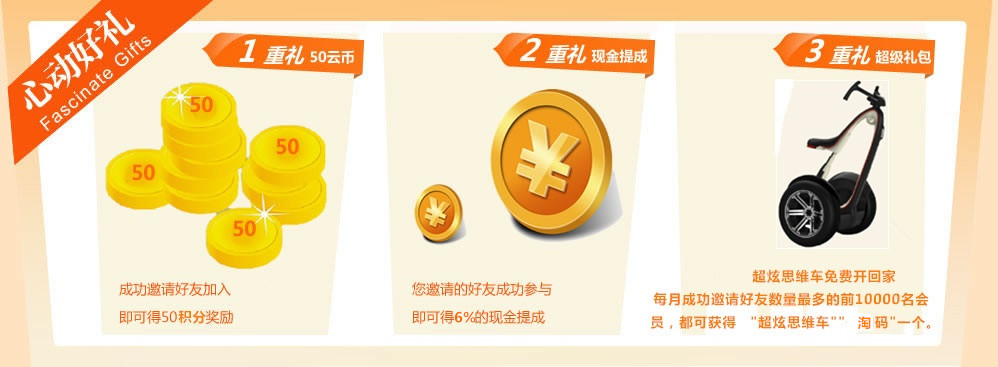 心动好礼
Fascinate Gifts
1 重礼 50云币
50
50
50
50
成功邀请好友加入
即可得50积分奖励
2 重礼 现金提成
¥
¥
您邀请的好友成功参与
即可得6%的现金提成
3 重礼 超级礼包
超炫思维车免费开回家
每月成功邀请好友数量最多的前10000名会
员，都可获得 "超炫思维车"" 淘 码"一个。